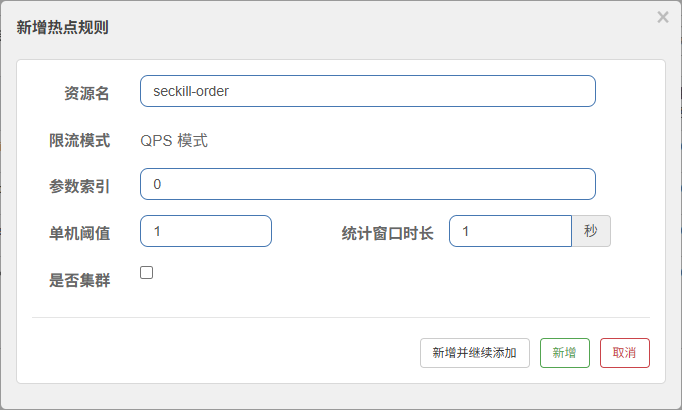 新增热点规则
×
资源名 seckill-order
限流模式 QPS 模式
参数索引 0
单机阈值 1 统计窗口时长 1 秒
是否集群
新增并继续添加 新增 取消